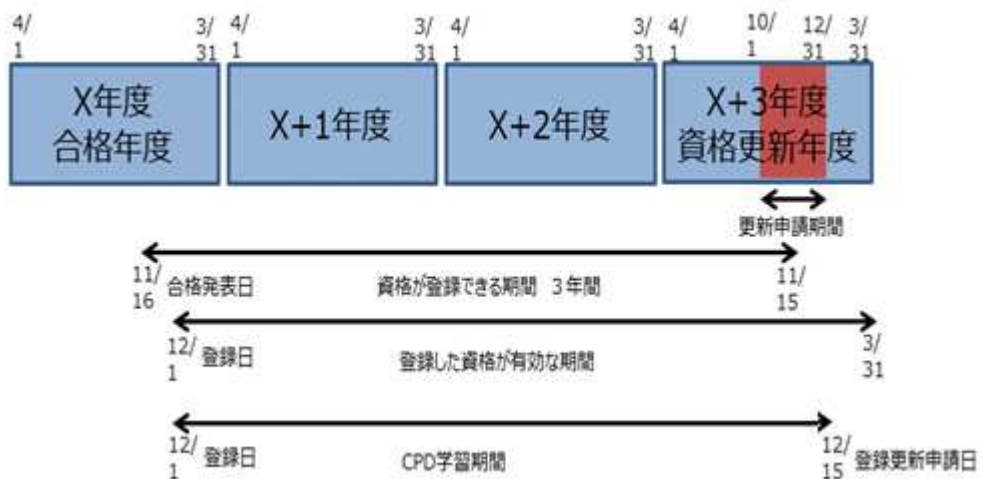 4/1 3/31 4/1 3/31 4/1 3/31 4/1 10/1 12/31 3/31
X年度 合格年度
X+1年度
X+2年度
X+3年度 資格更新年度
更新申請期間
11/16 合格発表日 資格が登録できる期間 3年間 11/15
12/1 登録日 登録した資格が有効な期間 3/31
12/1 登録日 CPD学習期間 12/15 登録更新申請日